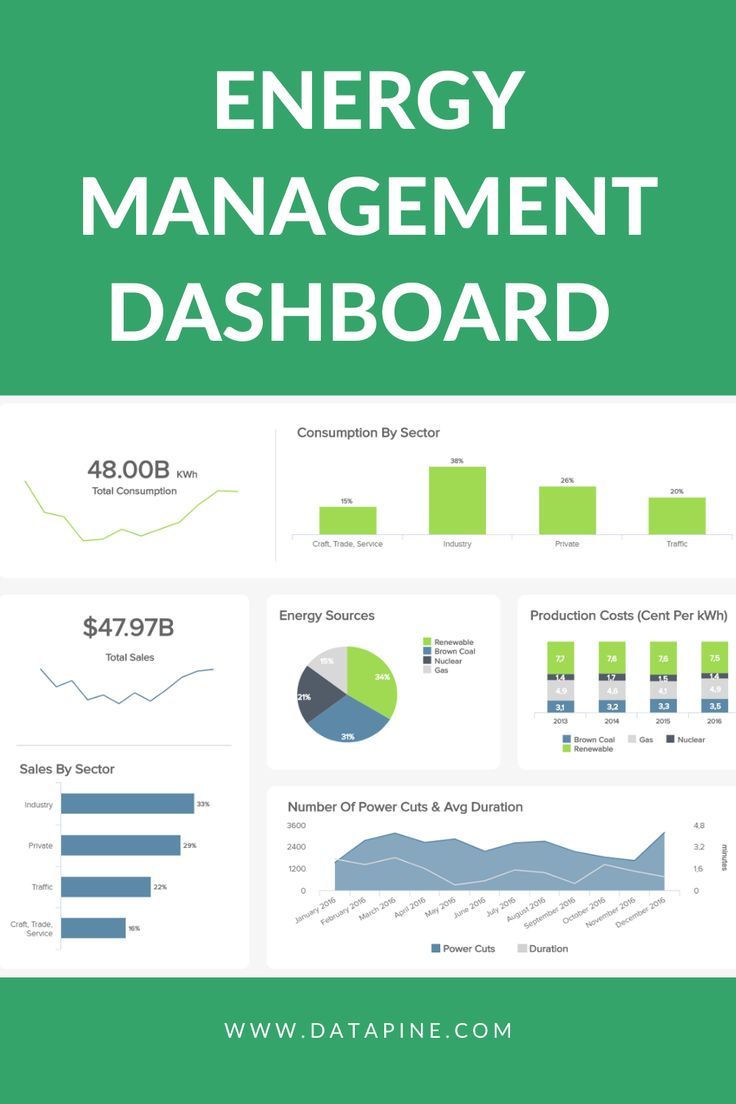 ENERGY
MANAGEMENT
DASHBOARD
48.00B KWh
Total Consumption
Consumption By Sector
15%
38%
26%
20%
Craft, Trade, Service
Industry
Private
Traffic
$47.97B
Total Sales
Sales By Sector
Industry
33%
Private
29%
Traffic
22%
Craft, Trade,
Service
16%
Energy Sources
Renewable
Brown Coal
Nuclear
Gas
15%
34%
21%
31%
Production Costs (Cent Per kWh)
7,7 7,6 7,6 7,5
1,4 1,7 1,5 1,4
4,9 4,6 4,1 4,9
3,1 3,2 3,3 3,5
2013 2014 2015 2016
Brown Coal Gas Nuclear
Renewable
Number Of Power Cuts & Avg Duration
3600
2400
1200
0
4,8
3,2
1,6
0
minutes
January 2016
February 2016
March 2016
April 2016
May 2016
June 2016
July 2016
August 2016
September 2016
October 2016
November 2016
December 2016
Power Cuts Duration
WWW.DATAPINE.COM